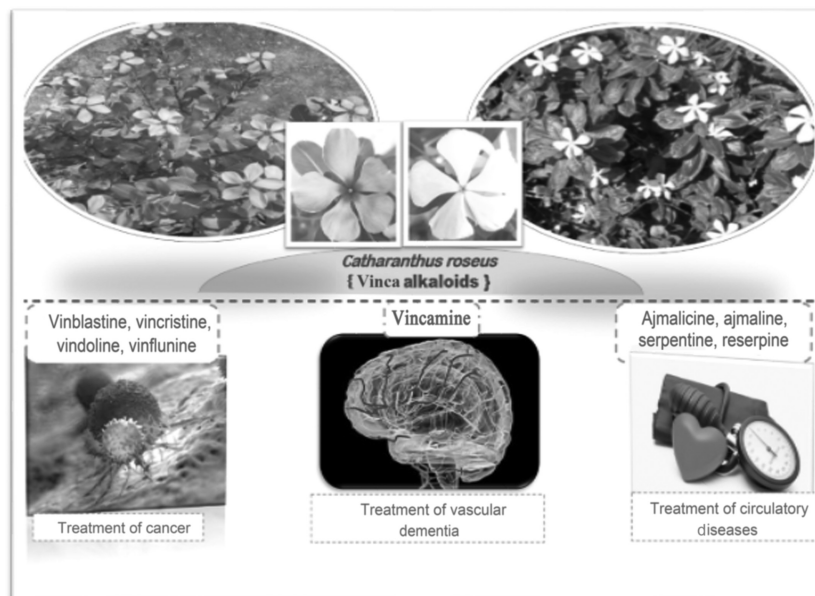 Catharanthus roseus
{ Vinca alkaloids }
Vinblastine, vincristine,
vindoline, vinflunine
Vincamine
Ajmalicine, ajmaline,
serpentine, reserpine
Treatment of cancer
Treatment of vascular
dementia
Treatment of circulatory
diseases